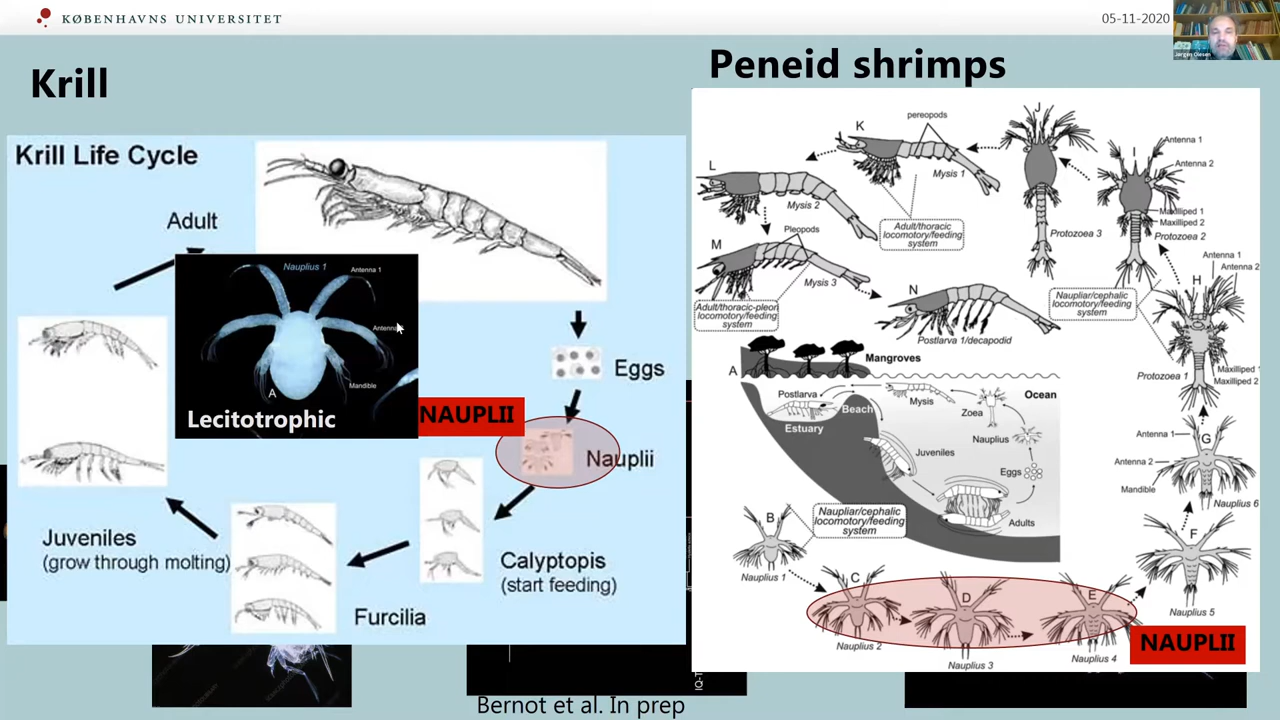 KØBENHAVNS UNIVERSITET
05-11-2020
Jørgen Olesen
Krill
Peneid shrimps
Krill Life Cycle
Adult
Nauplius 1
Antenna 1
Antenna
Mandible
A
Lecitotrophic
NAUPLII
Eggs
Nauplii
Calyptopis
(start feeding)
Furcilia
Juveniles
(grow through molting)
pereopods
K
Mysis 1
J
Protozoea 3
I
Antenna 1
Antenna 2
Maxilliped 1
Maxilliped 2
Protozoea 2
L
Mysis 2
Adult/thoracic
locomotory/feeding
system
M
Pleopods
Mysis 3
Adult/thoracic-pleon
locomotory/feeding
system
N
Postlarva 1/decapodid
Naupliar/cephalic
locomotory/feeding
system
H
Antenna 1
Antenna 2
Protozoea 1
Maxilliped 1
Maxilliped 2
A
Mangroves
Ocean
Postlarva
Estuary
Beach
Mysis
Zoea
Nauplius
Eggs
Juveniles
Adults
G
Antenna 1
Antenna 2
Mandible
Nauplius 6
B
Nauplius 1
Naupliar/cephalic
locomotory/feeding
system
C
Nauplius 2
D
Nauplius 3
E
Nauplius 4
F
Nauplius 5
NAUPLII
IQ-T
Bernot et al. In prep